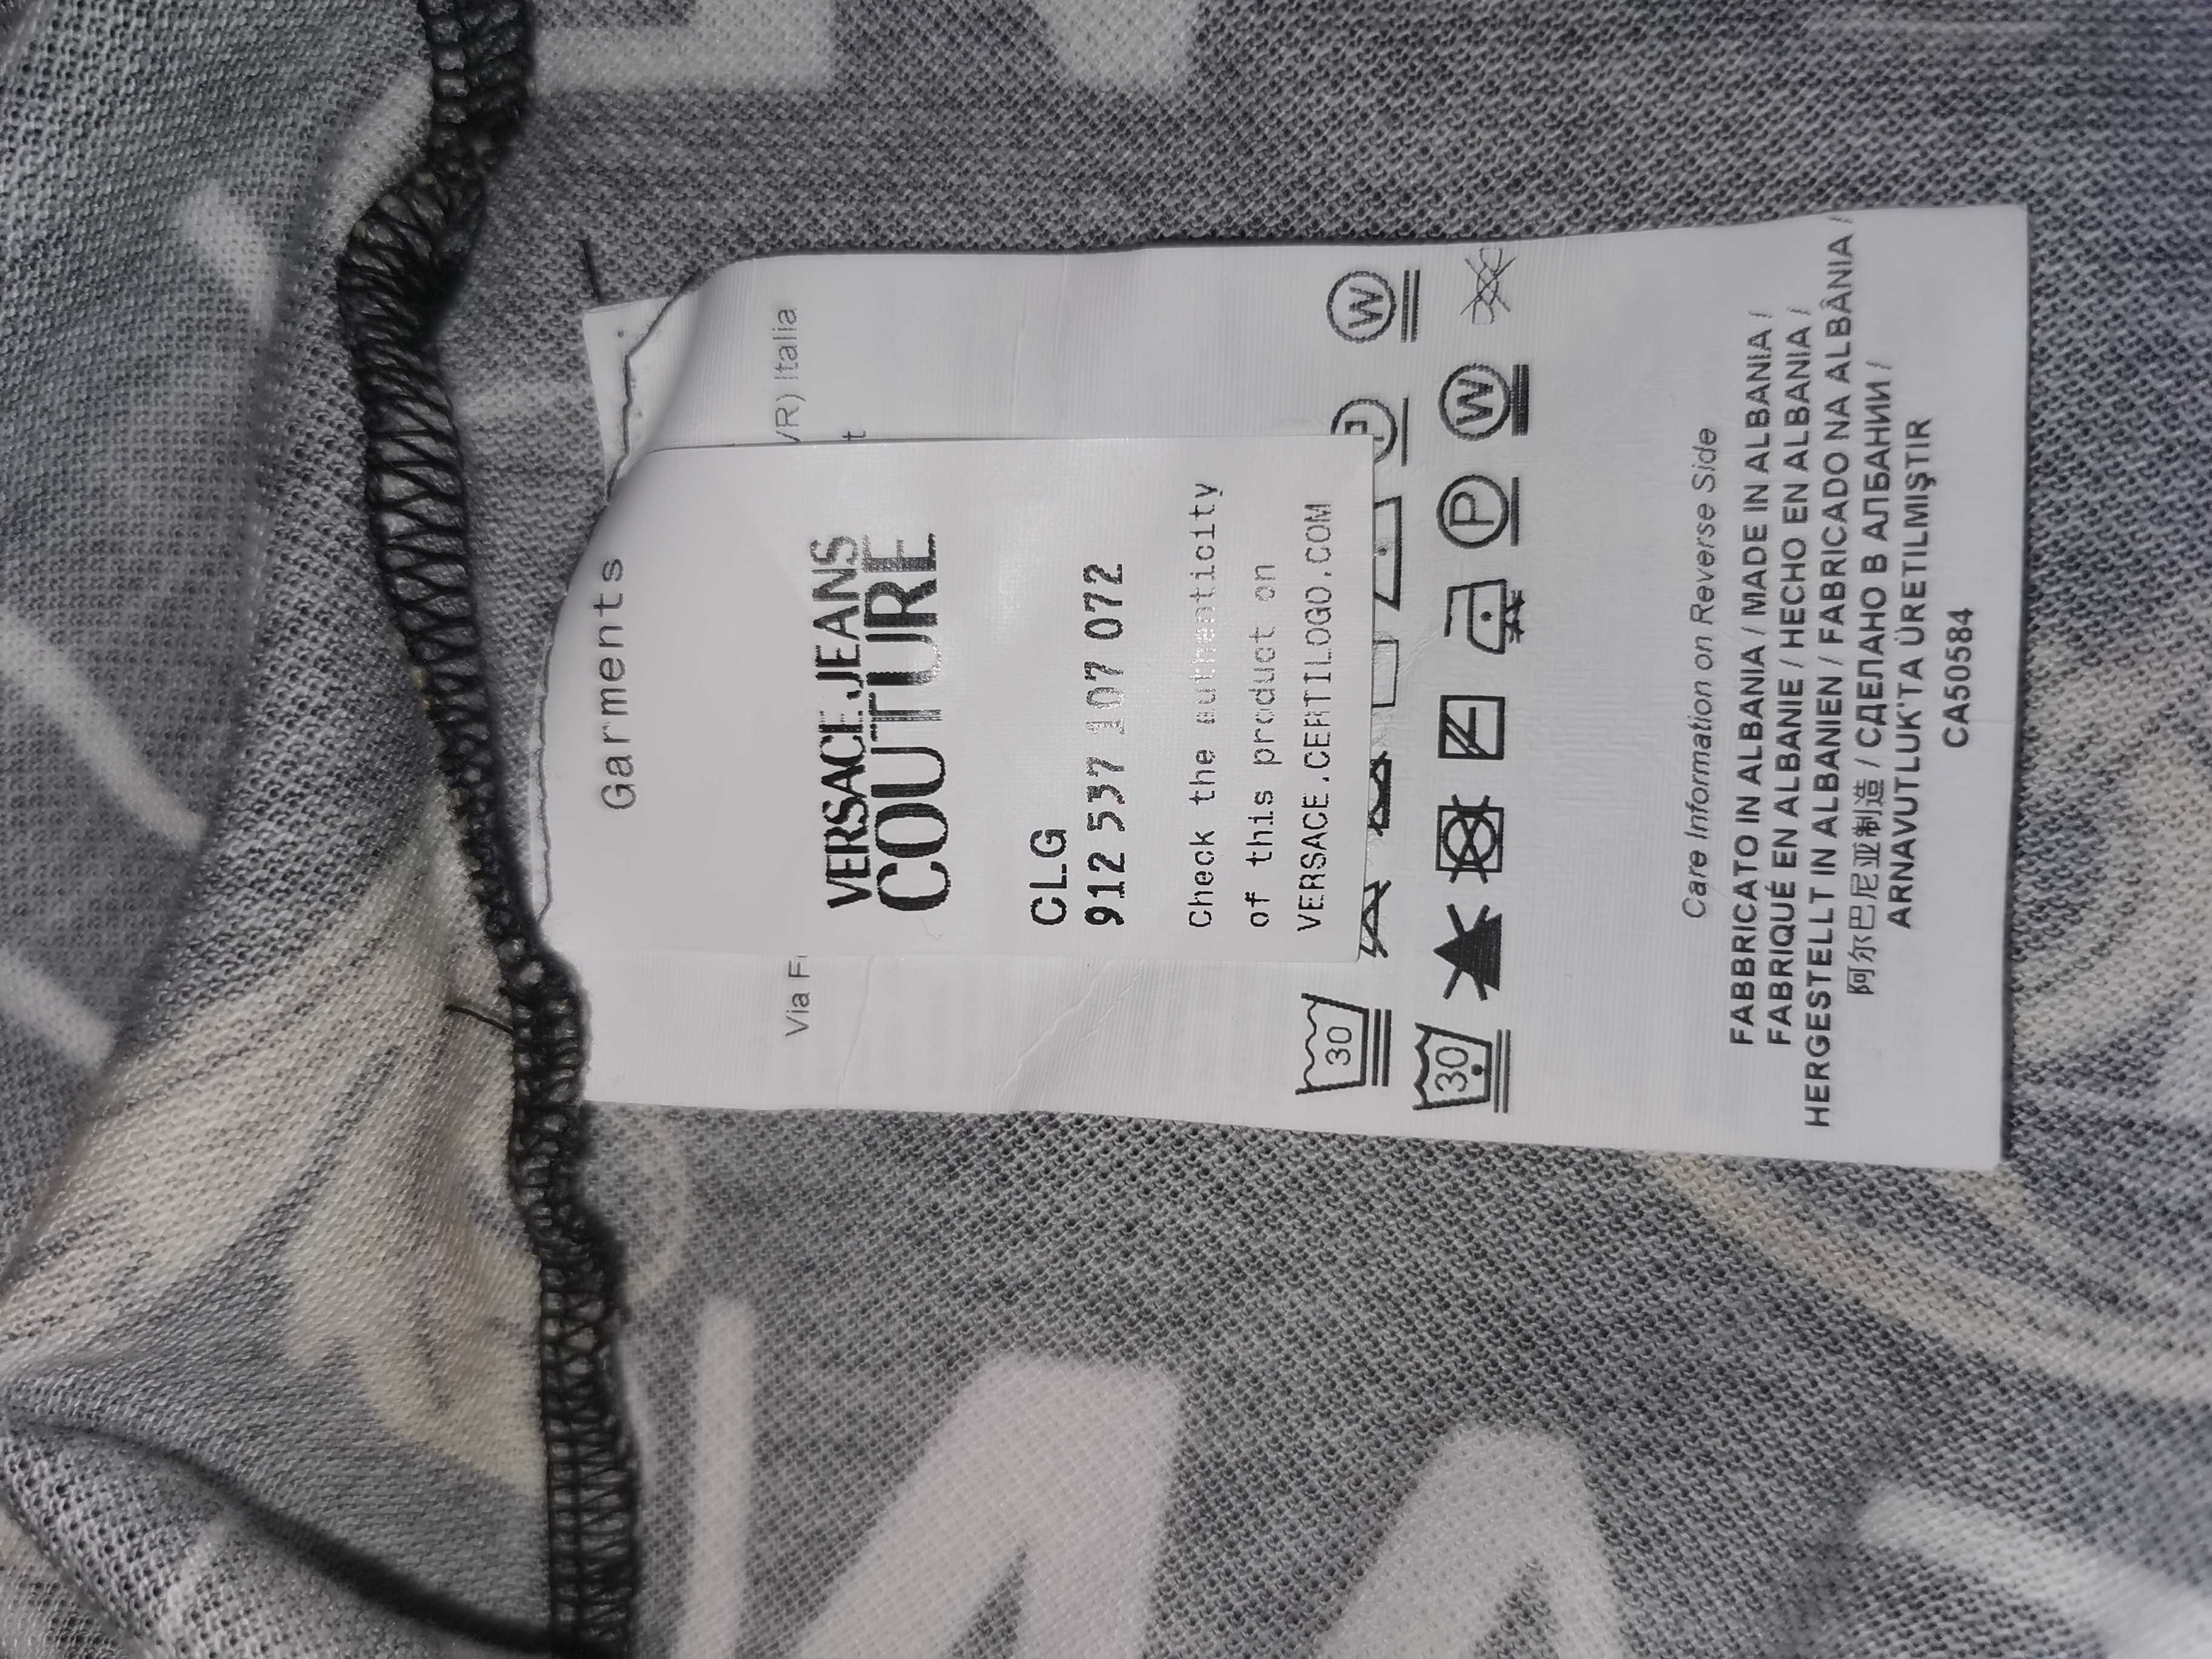 Garments
Via F
VR) Italia
t
VERSACE JEANS
COUTURE
CLG
912 537 107 072
Check the authenticity
of this product on
VERSACE.CERTILOGO.COM
30
P
W
30
P
W
Care Information on Reverse Side
FABBRICATO IN ALBANIA / MADE IN ALBANIA /
FABRIQUÉ EN ALBANIE / HECHO EN ALBANIA /
HERGESTELLT IN ALBANIEN / FABRICADO NA ALBÂNIA /
阿尔巴尼亚制造 / СДЕЛАНО В АЛБАНИИ /
ARNAVUTLUK'TA ÜRETILMIŞTIR
CA50584